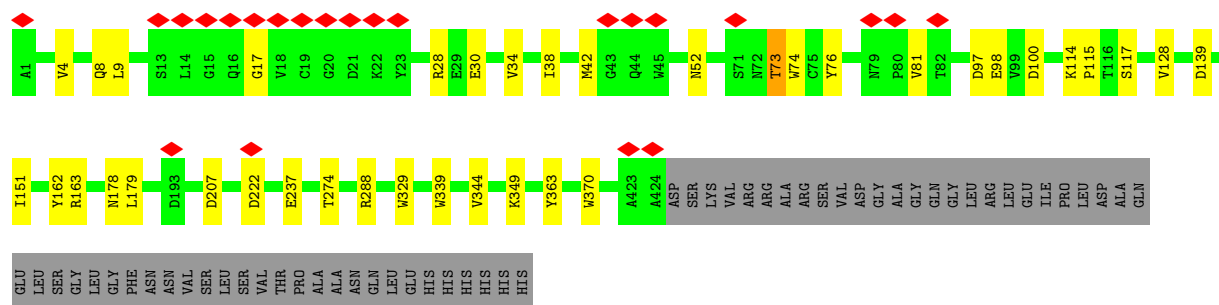 A1 V4 Q8 L9 S13 L14 G15 Q16 G17 V18 C19 G20 D21 K22 Y23 R28 E29 E30 V34 I38 M42 G43 Q44 W45 N52 S71 N72 T73 W74 C75 Y76 N79 P80 V81 T82 D97 E98 V99 D100 K114 P115 T116 S117 V128 D139
I151 Y162 R163 N178 L179 D193 D207 D222 E237 T274 R288 W329 W339 V344 K349 Y363 W370 A423 A424 ASP SER LYS VAL ARG ARG ALA ARG SER VAL ASP GLY ALA GLY GLN GLY LEU ARG LEU GLU ILE PRO LEU ASP ALA GLN
GLU LEU SER GLY LEU GLY PHE ASN ASN VAL SER LEU SER VAL THR PRO ALA ALA ASN GLN LEU GLU HIS HIS HIS HIS HIS HIS